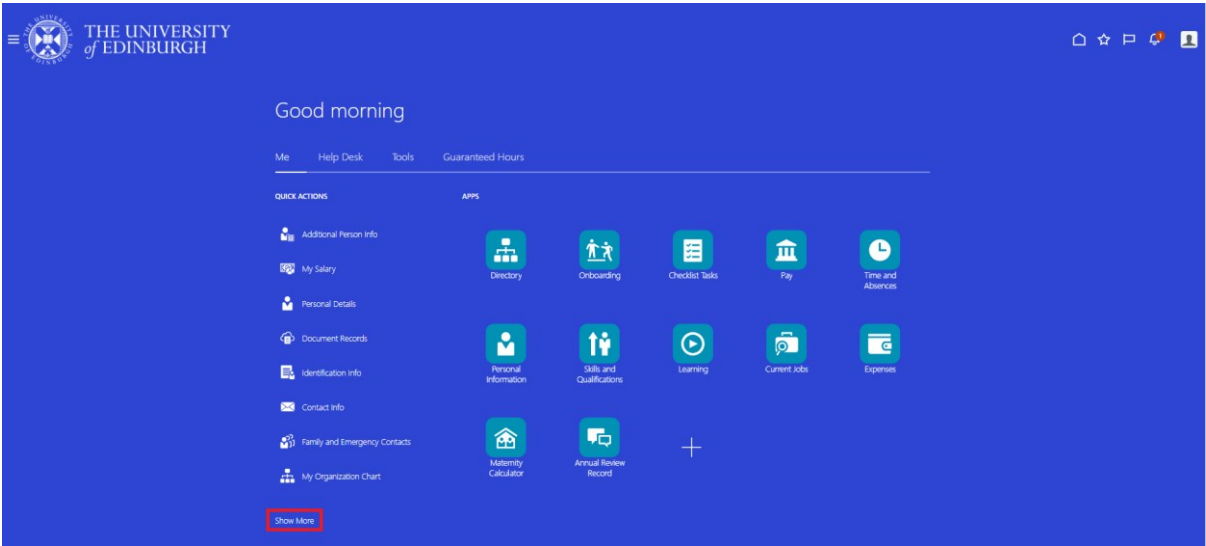 THE UNIVERSITY
of EDINBURGH
1
Good morning
Me
Help Desk
Tools
Guaranteed Hours
QUICK ACTIONS
Additional Person Info
My Salary
Personal Details
Document Records
Identification Info
Contact Info
Family and Emergency Contacts
My Organization Chart
Show More
APPS
Directory
Onboarding
Checklist Tasks
Pay
Time and
Absences
Personal
Information
Skills and
Qualifications
Learning
Current Jobs
Expenses
Maternity
Calculator
Annual Review
Record